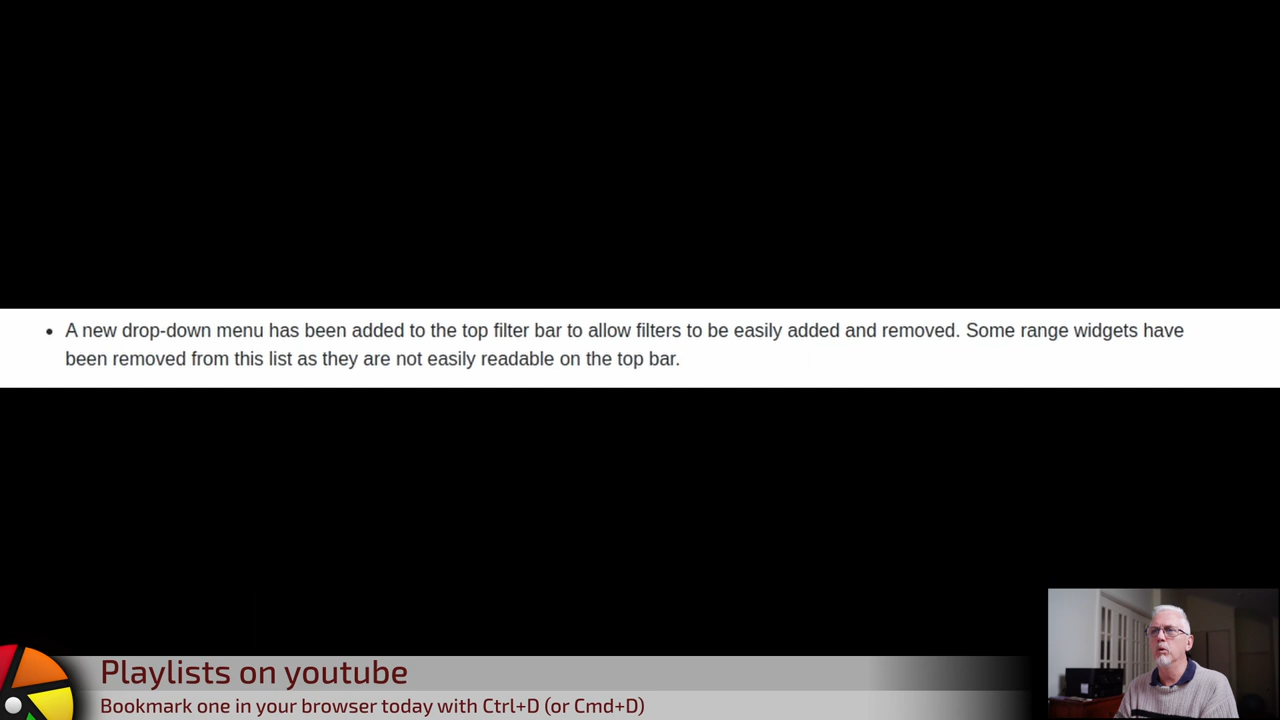 • A new drop-down menu has been added to the top filter bar to allow filters to be easily added and removed. Some range widgets have
been removed from this list as they are not easily readable on the top bar.
Playlists on youtube
Bookmark one in your browser today with Ctrl+D (or Cmd+D)